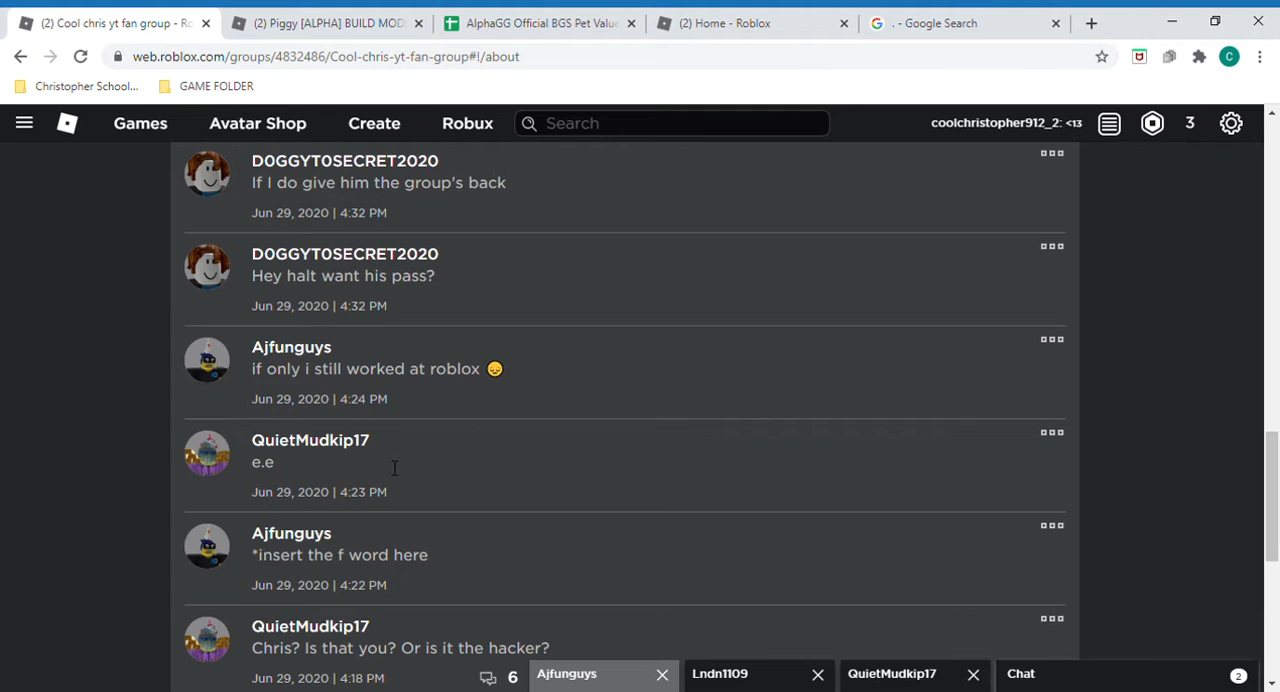 (2) Cool chris yt fan group - Ro
(2) Piggy [ALPHA] BUILD MOD
AlphaGG Official BGS Pet Value
(2) Home - Roblox
. - Google Search
web.roblox.com/groups/4832486/Cool-chris-yt-fan-group#!/about
C
Christopher School...
GAME FOLDER
Games
Avatar Shop
Create
Robux
Search
coolchristopher912_2: <13
3
D0GGYT0SECRET2020
If I do give him the group's back
Jun 29, 2020 | 4:32 PM
D0GGYT0SECRET2020
Hey halt want his pass?
Jun 29, 2020 | 4:32 PM
Ajfunguys
if only i still worked at roblox 😔
Jun 29, 2020 | 4:24 PM
QuietMudkip17
e.e
Jun 29, 2020 | 4:23 PM
Ajfunguys
*insert the f word here
Jun 29, 2020 | 4:22 PM
QuietMudkip17
Chris? Is that you? Or is it the hacker?
Jun 29, 2020 | 4:18 PM
6
Ajfunguys
Lndn1109
QuietMudkip17
Chat
2